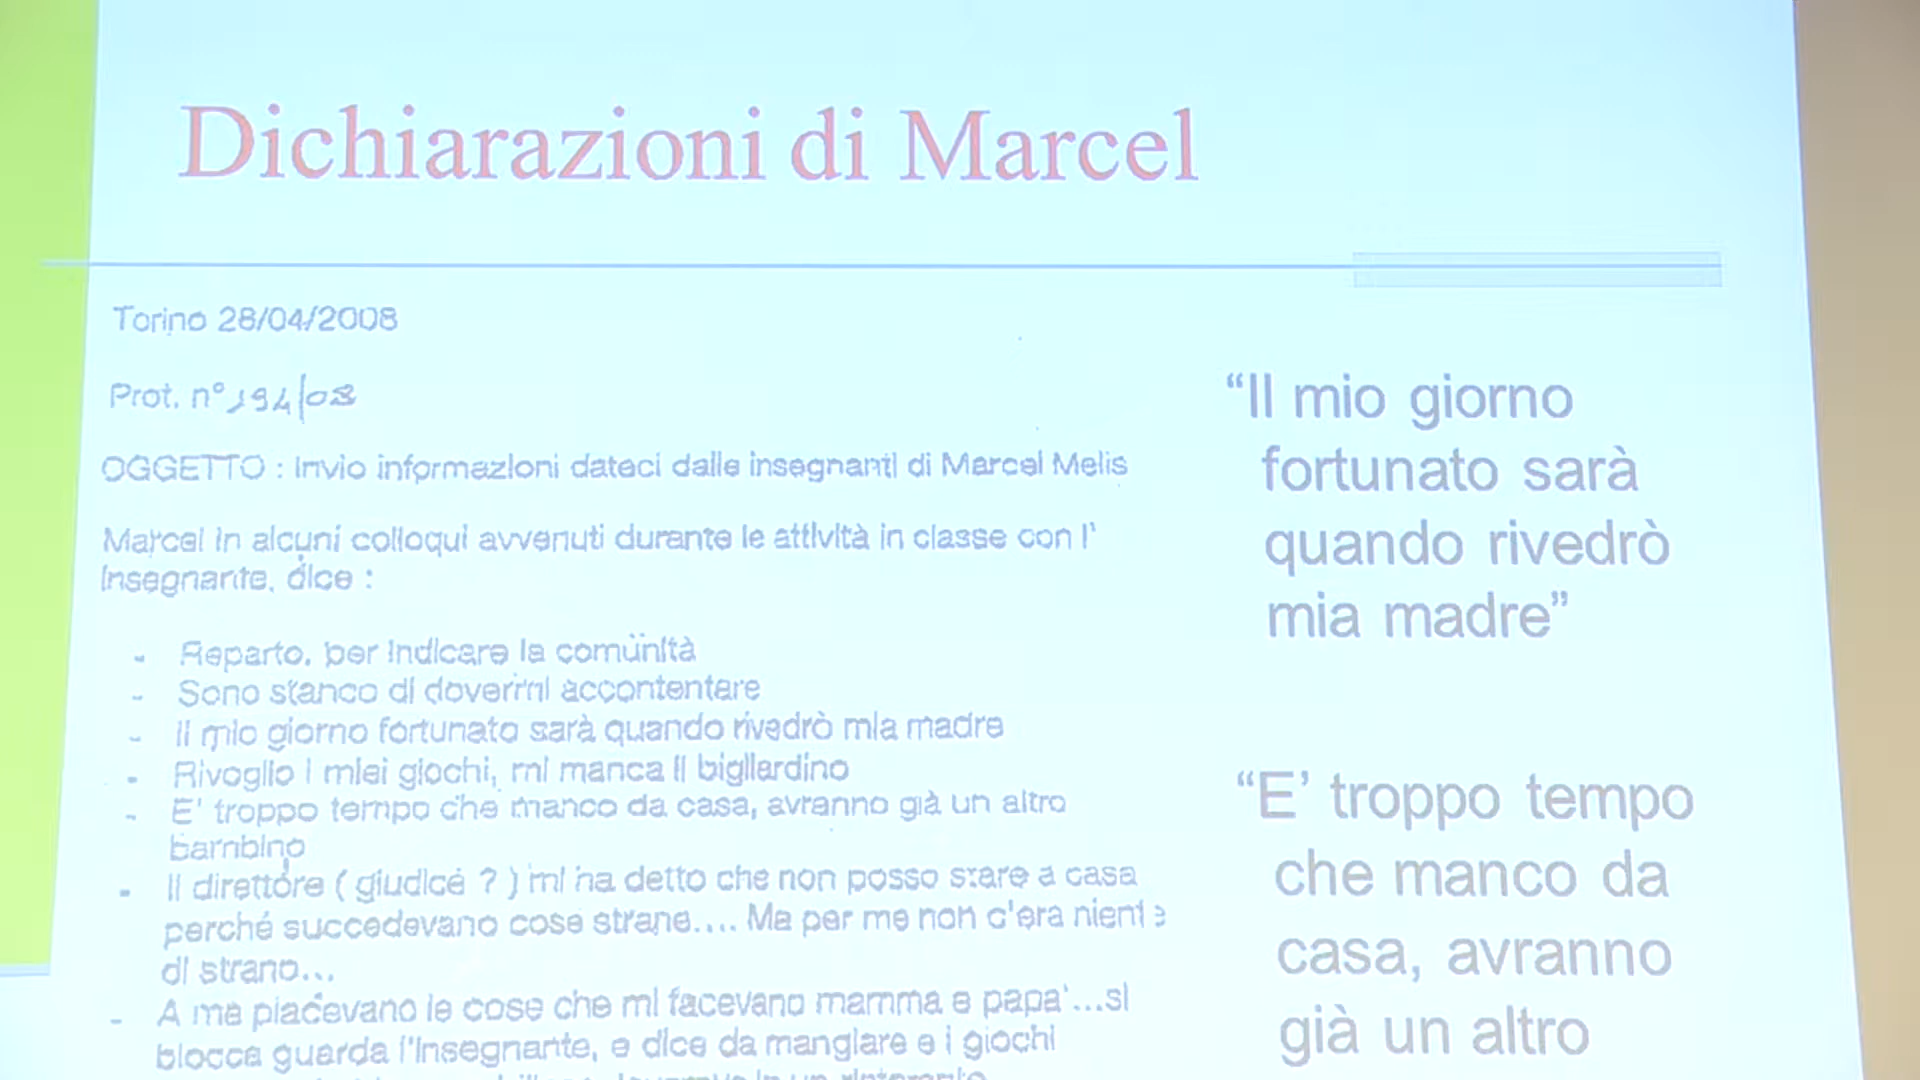 Dichiarazioni di Marcel
Torino 28/04/2008
Prot. n° 194/08
OGGETTO : Invio informazioni dateci dalle insegnanti di Marcel Melis
Marcel in alcuni colloqui avvenuti durante le attività in classe con l'
insegnante, dice :
- Reparto, per indicare la comunità
- Sono stanco di dovermi accontentare
- Il mio giorno fortunato sarà quando rivedrò mia madre
- Rivoglio i miei giochi, mi manca il bigliardino
- E' troppo tempo che manco da casa, avranno già un altro
bambino
- Il direttore ( giudice ? ) mi ha detto che non posso stare a casa
perché succedevano cose strane.... Ma per me non c'era niente
di strano...
- A me piacevano le cose che mi facevano mamma e papa'...si
blocca guarda l'insegnante, e dice da mangiare e i giochi
in un ristorante
“Il mio giorno
fortunato sarà
quando rivedrò
mia madre”
“E’ troppo tempo
che manco da
casa, avranno
già un altro